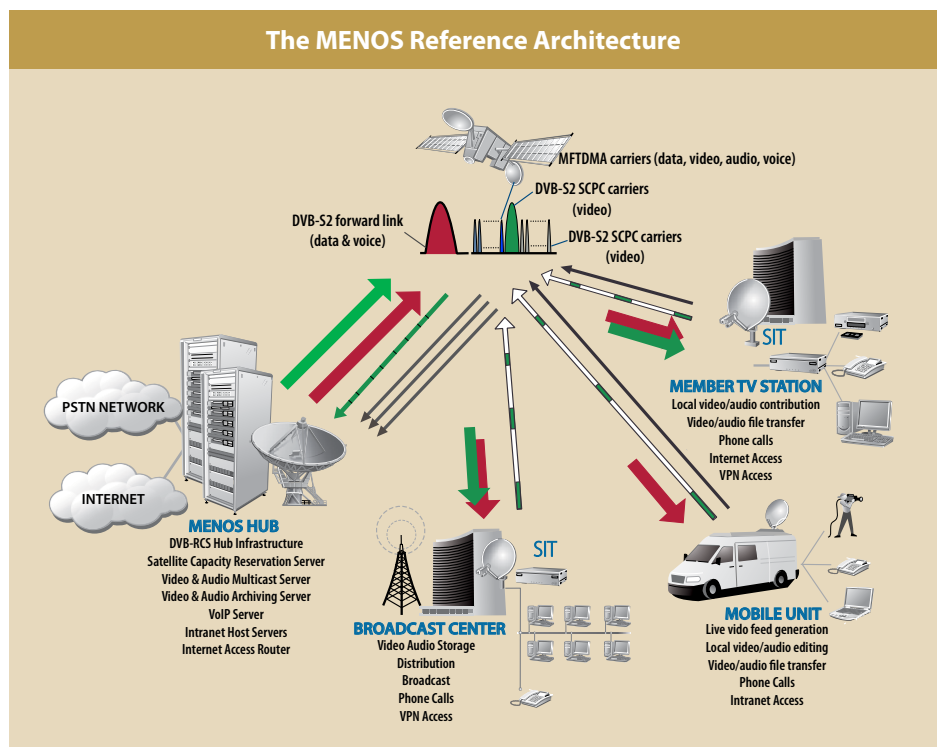 The MENOS Reference Architecture
MFTDMA carriers (data, video, audio, voice)
DVB-S2 SCPC carriers
(video)
DVB-S2 forward link
(data & voice)
DVB-S2 SCPC carriers
(video)
SIT
MEMBER TV STATION
Local video/audio contribution
Video/audio file transfer
Phone calls
Internet Access
VPN Access
PSTN NETWORK
INTERNET
MENOS HUB
DVB-RCS Hub Infrastructure
Satellite Capacity Reservation Server
Video & Audio Multicast Server
Video & Audio Archiving Server
VoIP Server
Intranet Host Servers
Internet Access Router
SIT
BROADCAST CENTER
Video Audio Storage
Distribution
Broadcast
Phone Calls
VPN Access
MOBILE UNIT
Live vido feed generation
Local video/audio editing
Video/audio file transfer
Phone Calls
Intranet Access